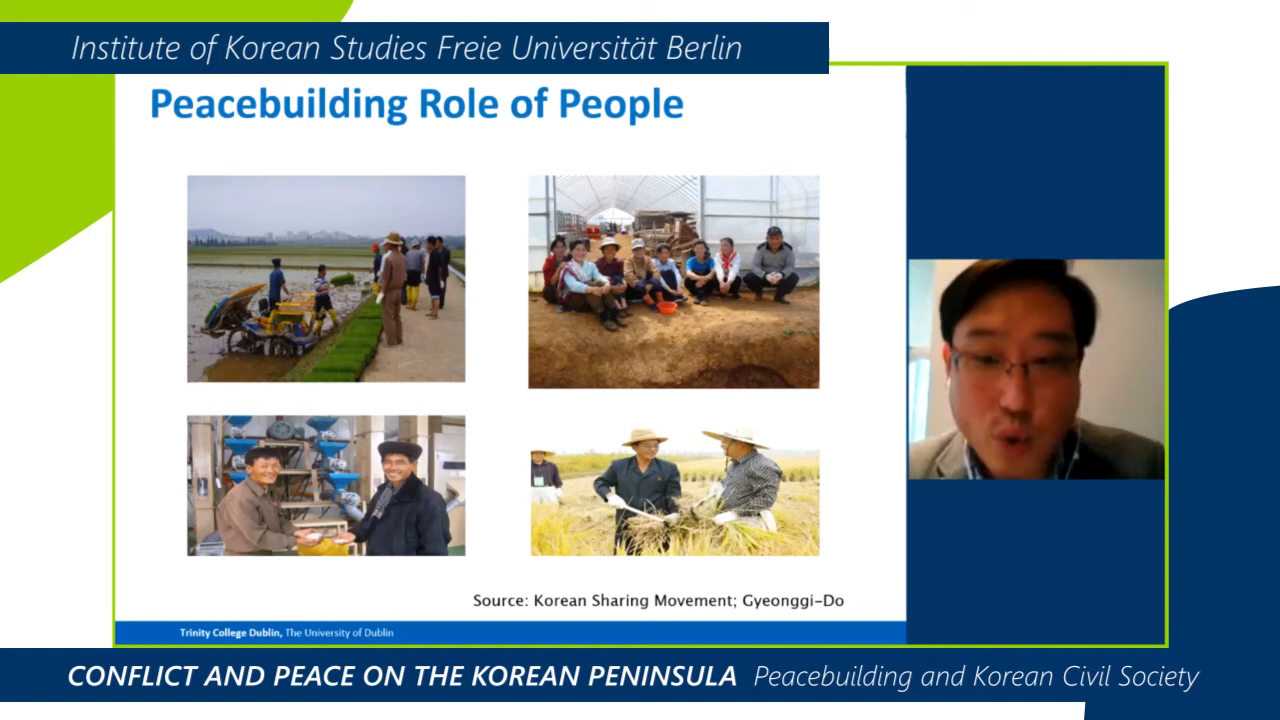 Institute of Korean Studies Freie Universität Berlin
Peacebuilding Role of People
Source: Korean Sharing Movement; Gyeonggi-Do
Trinity College Dublin, The University of Dublin
CONFLICT AND PEACE ON THE KOREAN PENINSULA Peacebuilding and Korean Civil Society